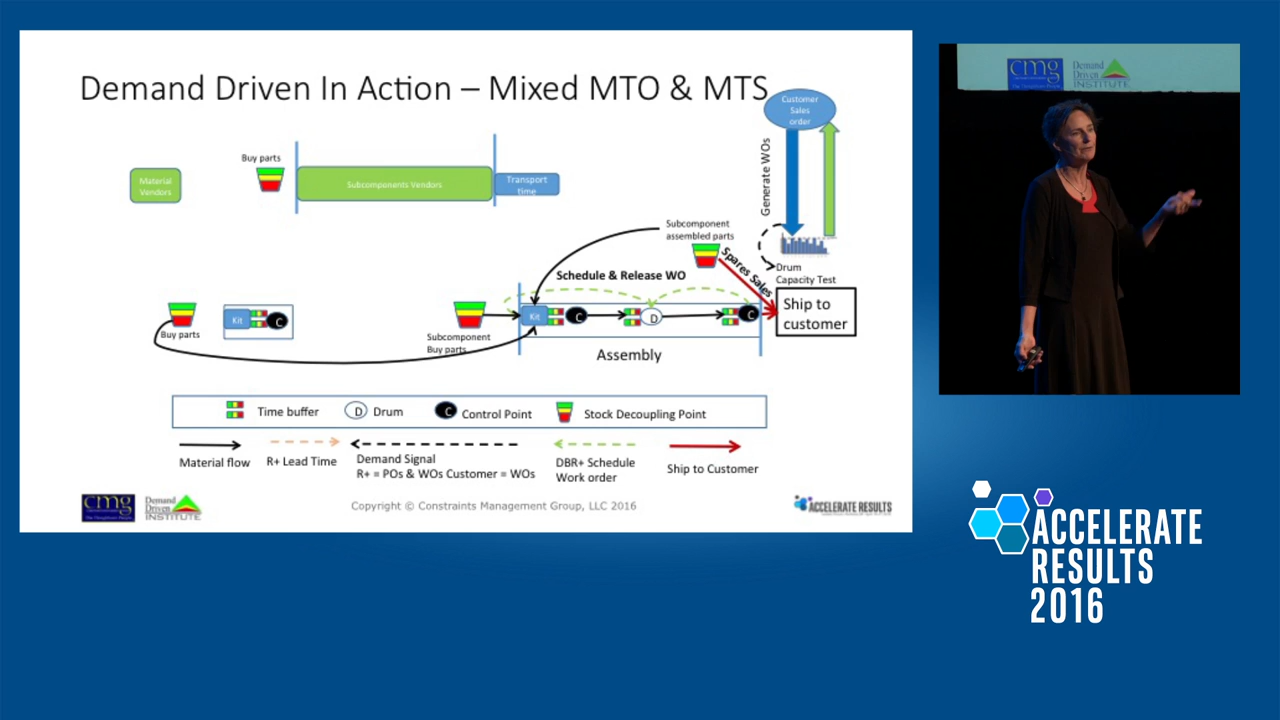 Demand Driven In Action – Mixed MTO & MTS
Customer
Sales
order
Buy parts
Material
Vendors
Subcomponents Vendors
Transport
time
Generate WOs
Subcomponent
assembled parts
Spares Sales
Schedule & Release WO
Drum
Capacity Test
Ship to
customer
Buy parts
Kit
C
Subcomponent
Buy parts
Kit
C
D
C
Assembly
Time buffer
D
Drum
C
Control Point
Stock Decoupling Point
Material flow
R+ Lead Time
Demand Signal
R+ = POs & WOs Customer = WOs
DBR+ Schedule
Work order
Ship to Customer
cmg
Demand
Driven
INSTITUTE
Copyright © Constraints Management Group, LLC 2016
ACCELERATE RESULTS
cmg
Demand
Driven
INSTITUTE
ACCELERATE
RESULTS
2016